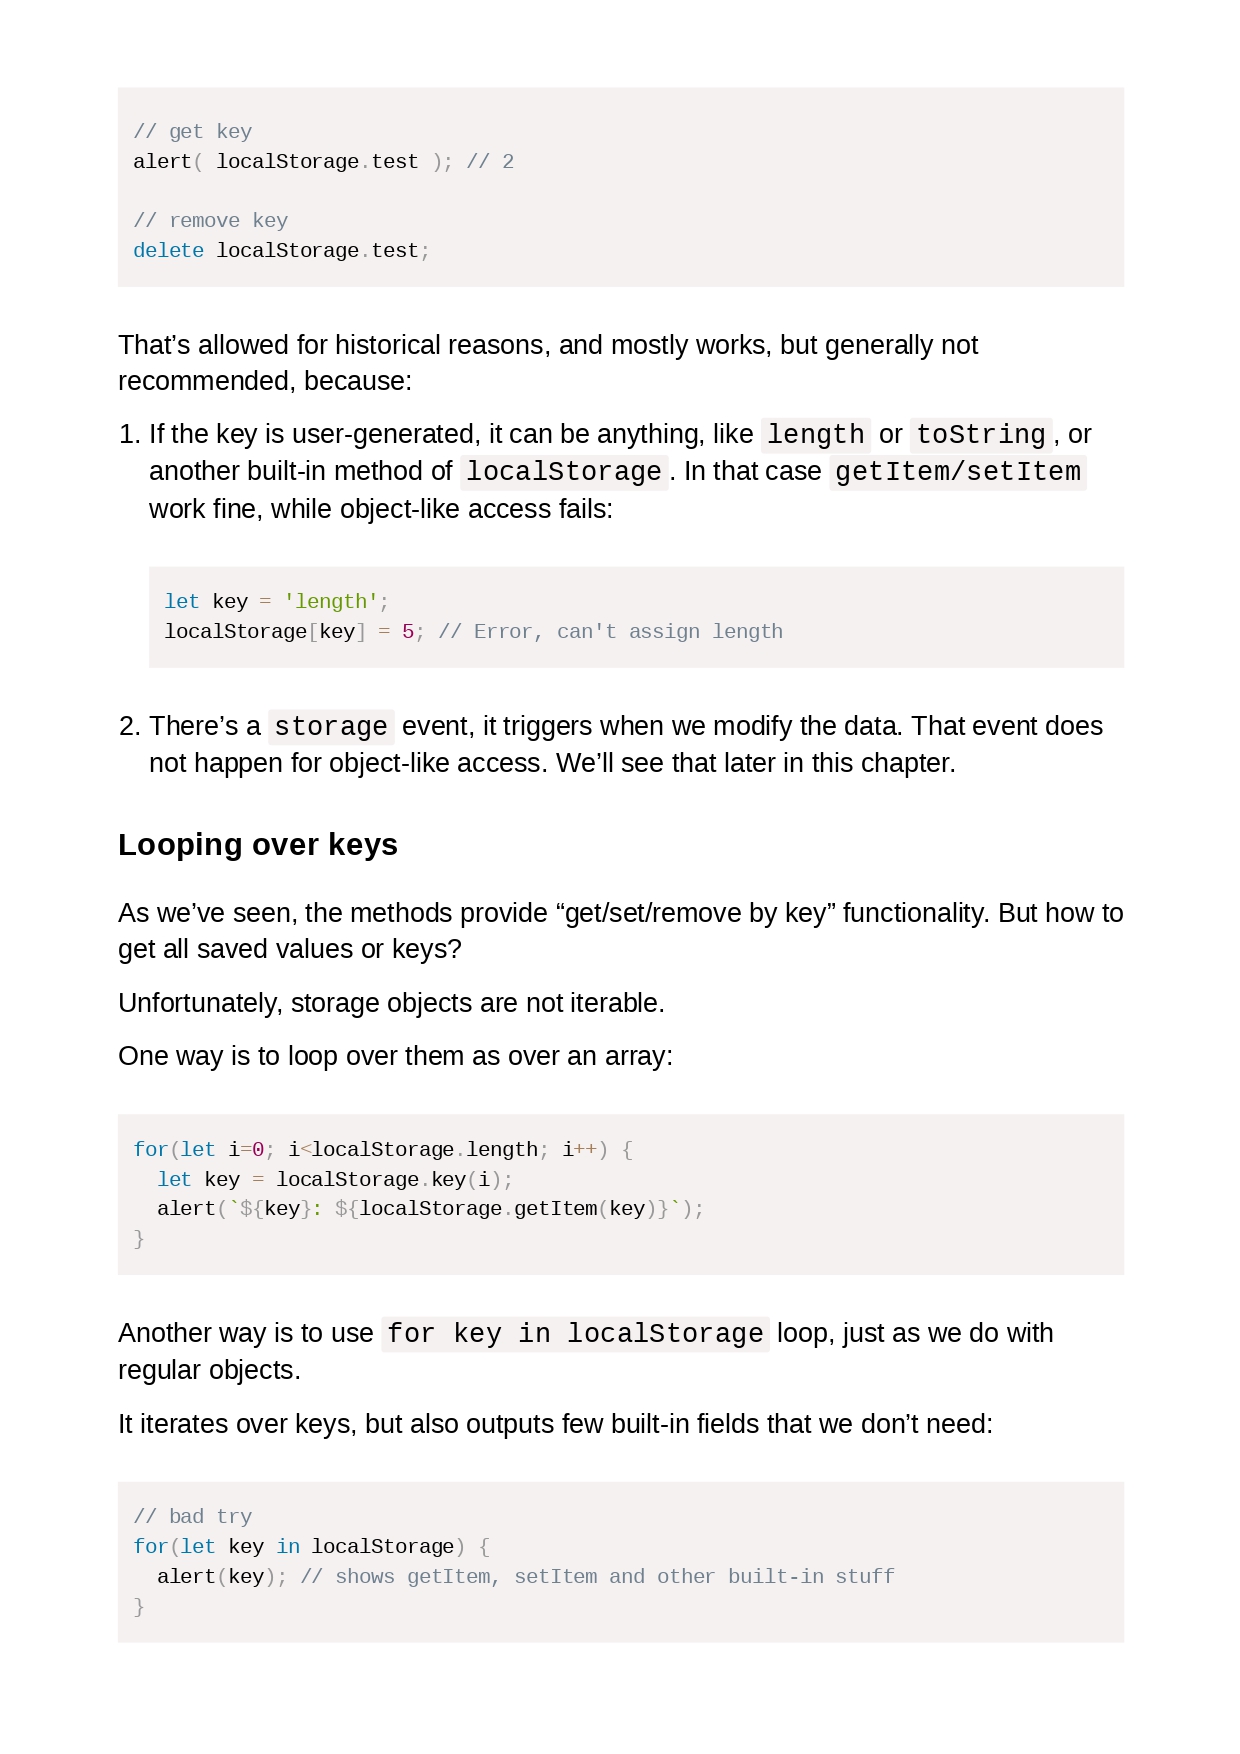 // get key
alert( localStorage.test ); // 2
// remove key
delete localStorage.test;
That’s allowed for historical reasons, and mostly works, but generally not
recommended, because:
1. If the key is user-generated, it can be anything, like length or toString , or
another built-in method of localStorage . In that case getItem/setItem
work fine, while object-like access fails:
let key = 'length';
localStorage[key] = 5; // Error, can't assign length
2. There’s a storage event, it triggers when we modify the data. That event does
not happen for object-like access. We’ll see that later in this chapter.
Looping over keys
As we’ve seen, the methods provide “get/set/remove by key” functionality. But how to
get all saved values or keys?
Unfortunately, storage objects are not iterable.
One way is to loop over them as over an array:
for(let i=0; i<localStorage.length; i++) {
  let key = localStorage.key(i);
  alert(`${key}: ${localStorage.getItem(key)}`);
}
Another way is to use for key in localStorage loop, just as we do with
regular objects.
It iterates over keys, but also outputs few built-in fields that we don’t need:
// bad try
for(let key in localStorage) {
  alert(key); // shows getItem, setItem and other built-in stuff
}